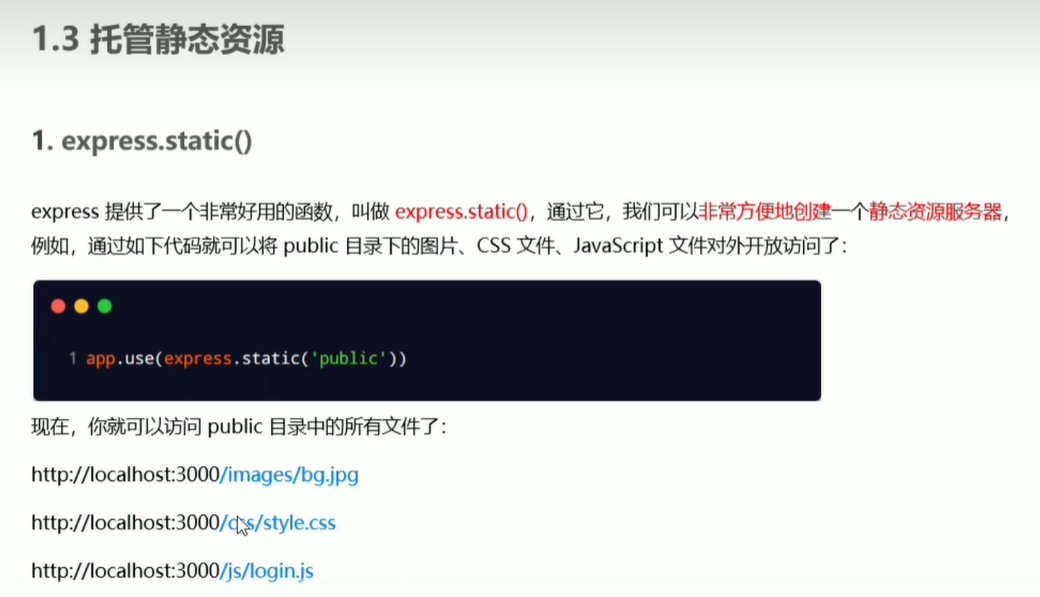 1.3 托管静态资源
1. express.static()
express 提供了一个非常好用的函数，叫做 express.static()，通过它，我们可以非常方便地创建一个静态资源服务器，
例如，通过如下代码就可以将 public 目录下的图片、CSS 文件、JavaScript 文件对外开放访问了：
1 app.use(express.static('public'))
现在，你就可以访问 public 目录中的所有文件了：
http://localhost:3000/images/bg.jpg
http://localhost:3000/css/style.css
http://localhost:3000/js/login.js